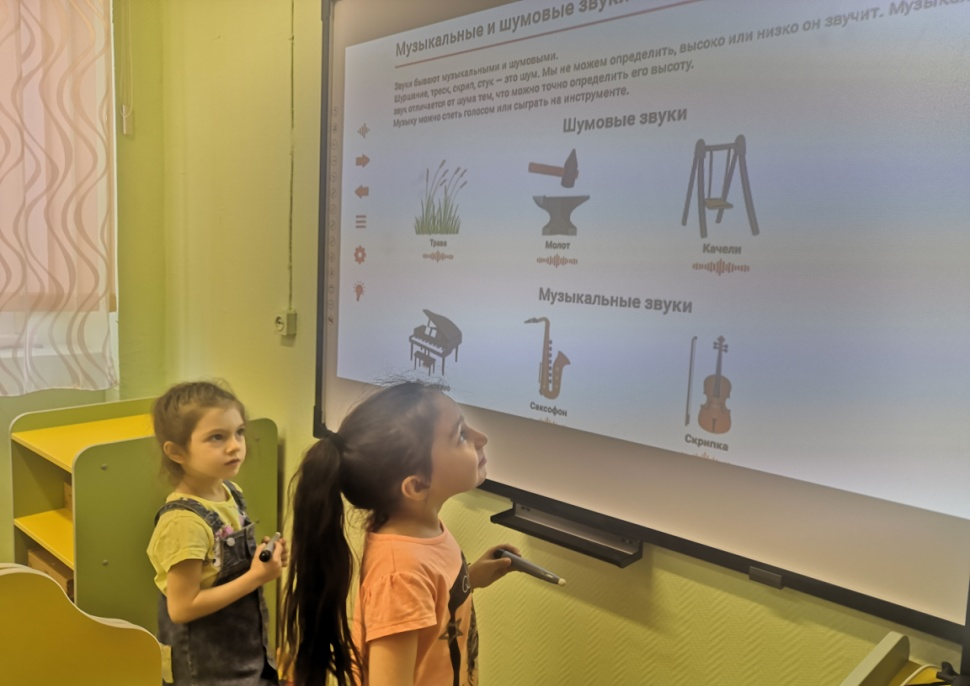 Музыкальные и шумовые звуки
Звуки бывают музыкальными и шумовыми.
Шуршание, треск, скрип, стук – это шум. Мы не можем определить, высоко или низко он звучит.
звук отличается от шума тем, что можно точно определить его высоту.
Музыку можно спеть голосом или сыграть на инструменте.
Шумовые звуки
Трава
Молот
Качели
Музыкальные звуки
Саксофон
Скрипка